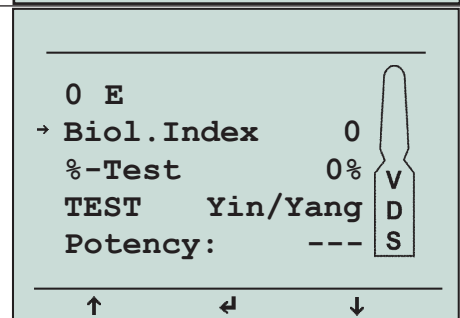 0 E
→ Biol.Index 0
%-Test 0%
TEST Yin/Yang
Potency: ---
V
D
S
↑ ↵ ↓